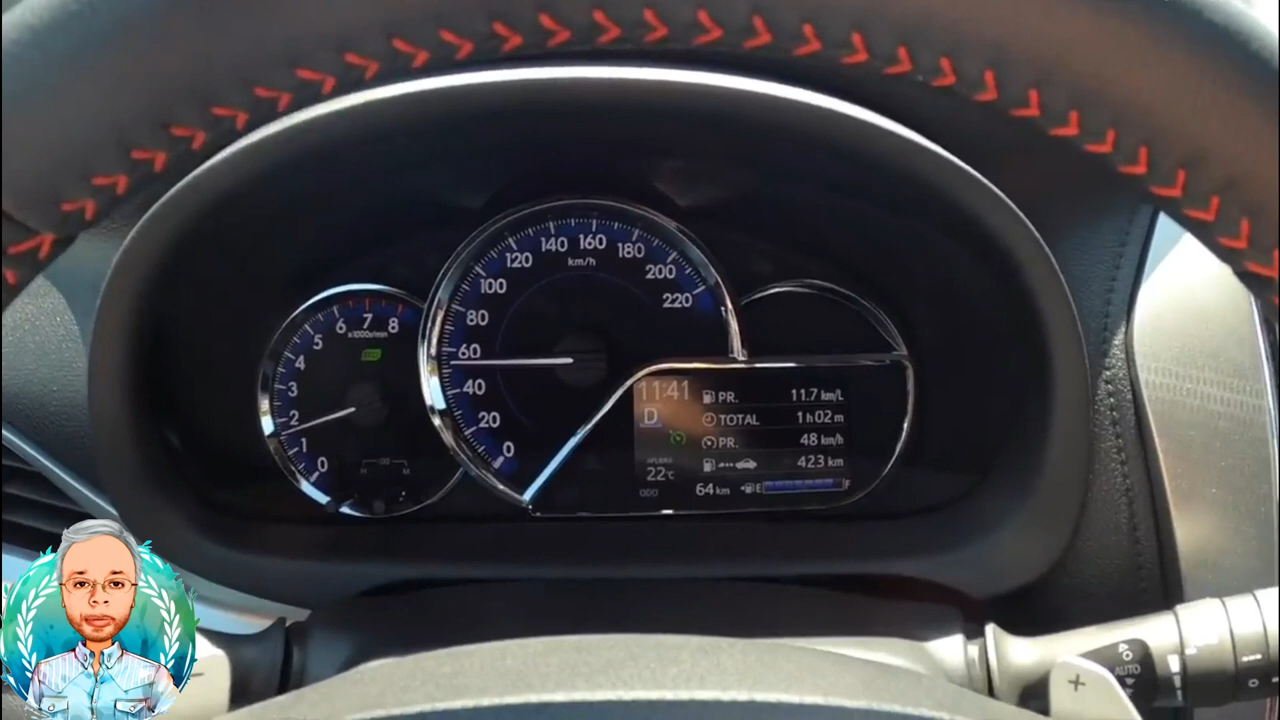 0 1 2 3 4 5 6 7 8
x1000r/min
ECO
0 20 40 60 80 100 120 140 160 180 200 220
km/h
11:41
D
22°C
ODO
PR. 11.7 km/L
TOTAL 1 h 02 m
PR. 48 km/h
423 km
64 km
E F
AUTO
O
- +